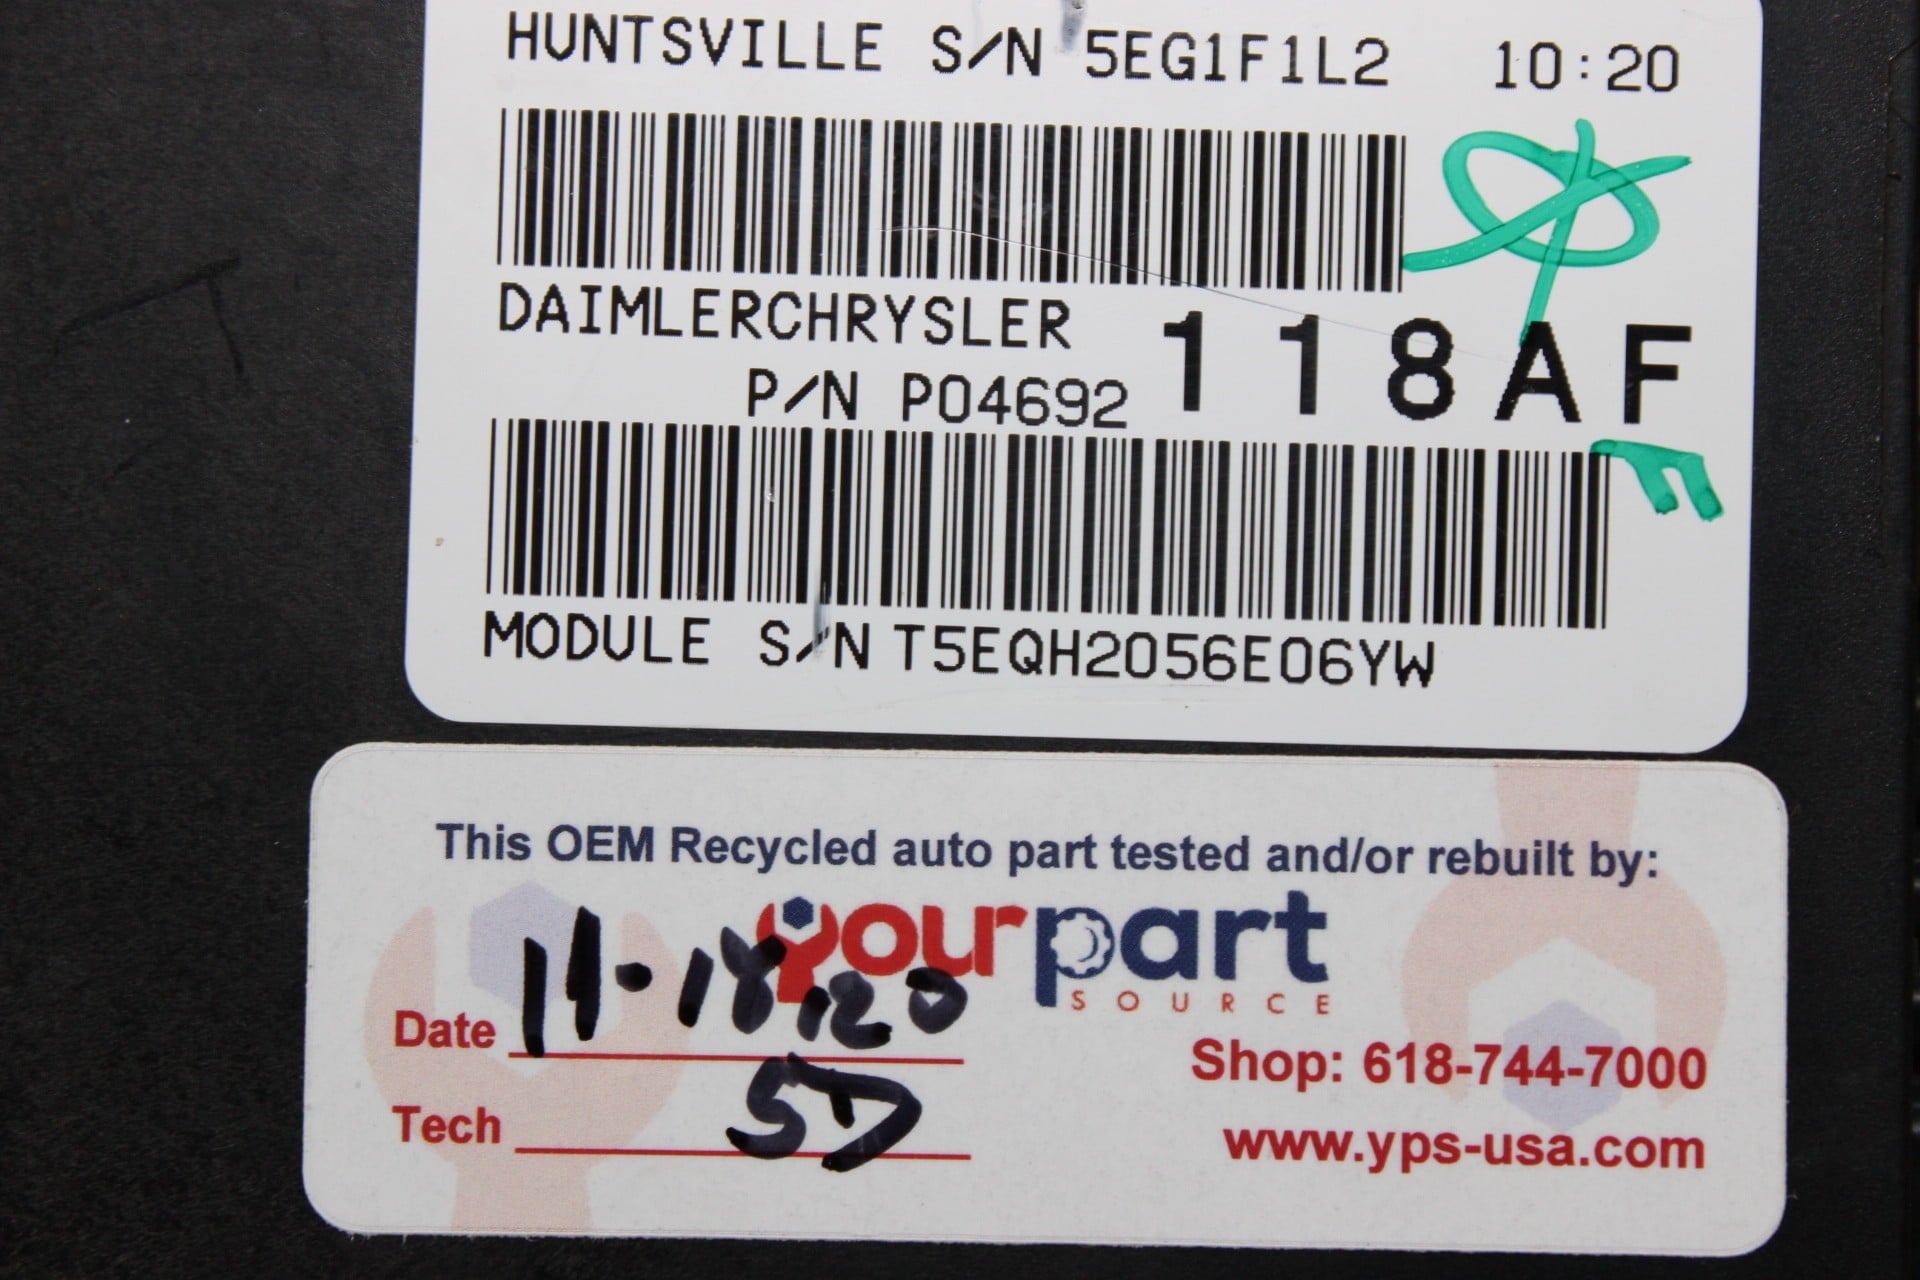 HUNTSVILLE S/N 5EG1F1L2 10:20
DAIMLERCHRYSLER
P/N P04692 118AF
MODULE S/N T5EQH2056E06YW
This OEM Recycled auto part tested and/or rebuilt by:
yourpart
SOURCE
Date 11-18-20
Tech
Shop: 618-744-7000
www.yps-usa.com